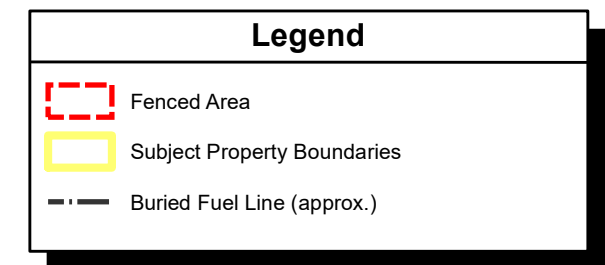 Legend
Fenced Area
Subject Property Boundaries
Buried Fuel Line (approx.)